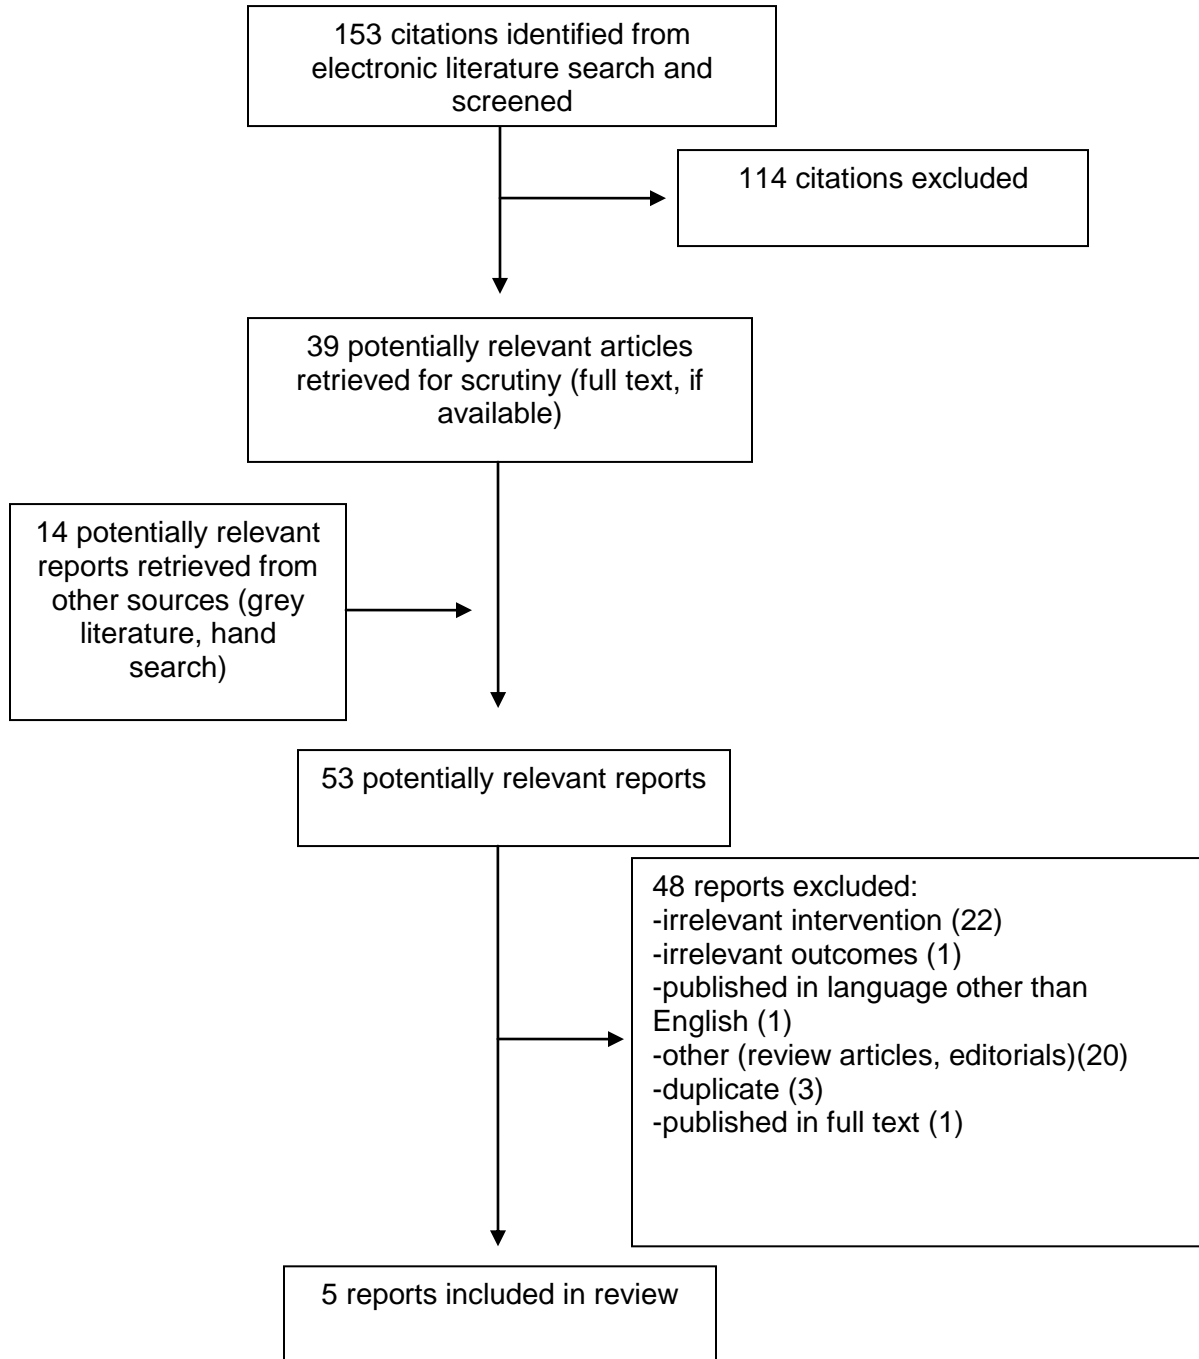 153 citations identified from
electronic literature search and
screened
114 citations excluded
39 potentially relevant articles
retrieved for scrutiny (full text, if
available)
14 potentially relevant
reports retrieved from
other sources (grey
literature, hand
search)
53 potentially relevant reports
48 reports excluded:
-irrelevant intervention (22)
-irrelevant outcomes (1)
-published in language other than
English (1)
-other (review articles, editorials)(20)
-duplicate (3)
-published in full text (1)
5 reports included in review